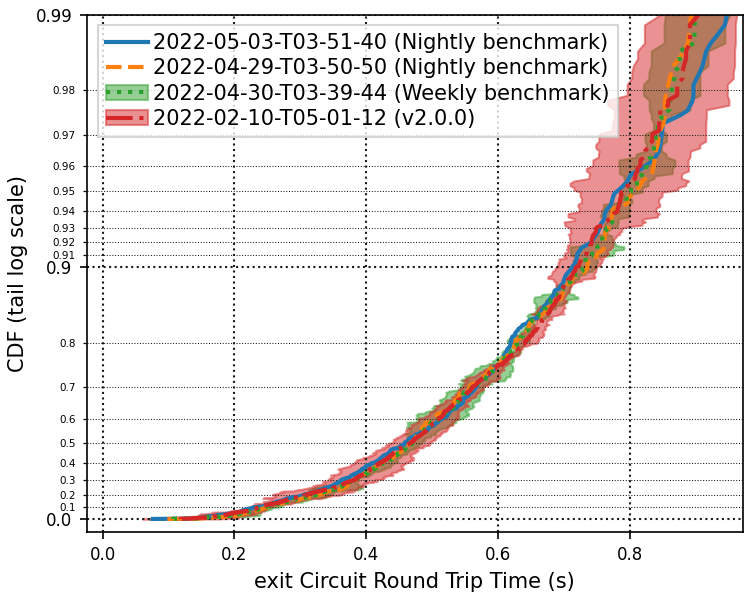 0.99
2022-05-03-T03-51-40 (Nightly benchmark)
2022-04-29-T03-50-50 (Nightly benchmark)
2022-04-30-T03-39-44 (Weekly benchmark)
2022-02-10-T05-01-12 (v2.0.0)
0.98
0.97
0.96
0.95
0.94
0.93
0.92
0.91
0.9
0.8
0.7
0.6
0.5
0.4
0.3
0.2
0.1
0.0
CDF (tail log scale)
0.0 0.2 0.4 0.6 0.8
exit Circuit Round Trip Time (s)